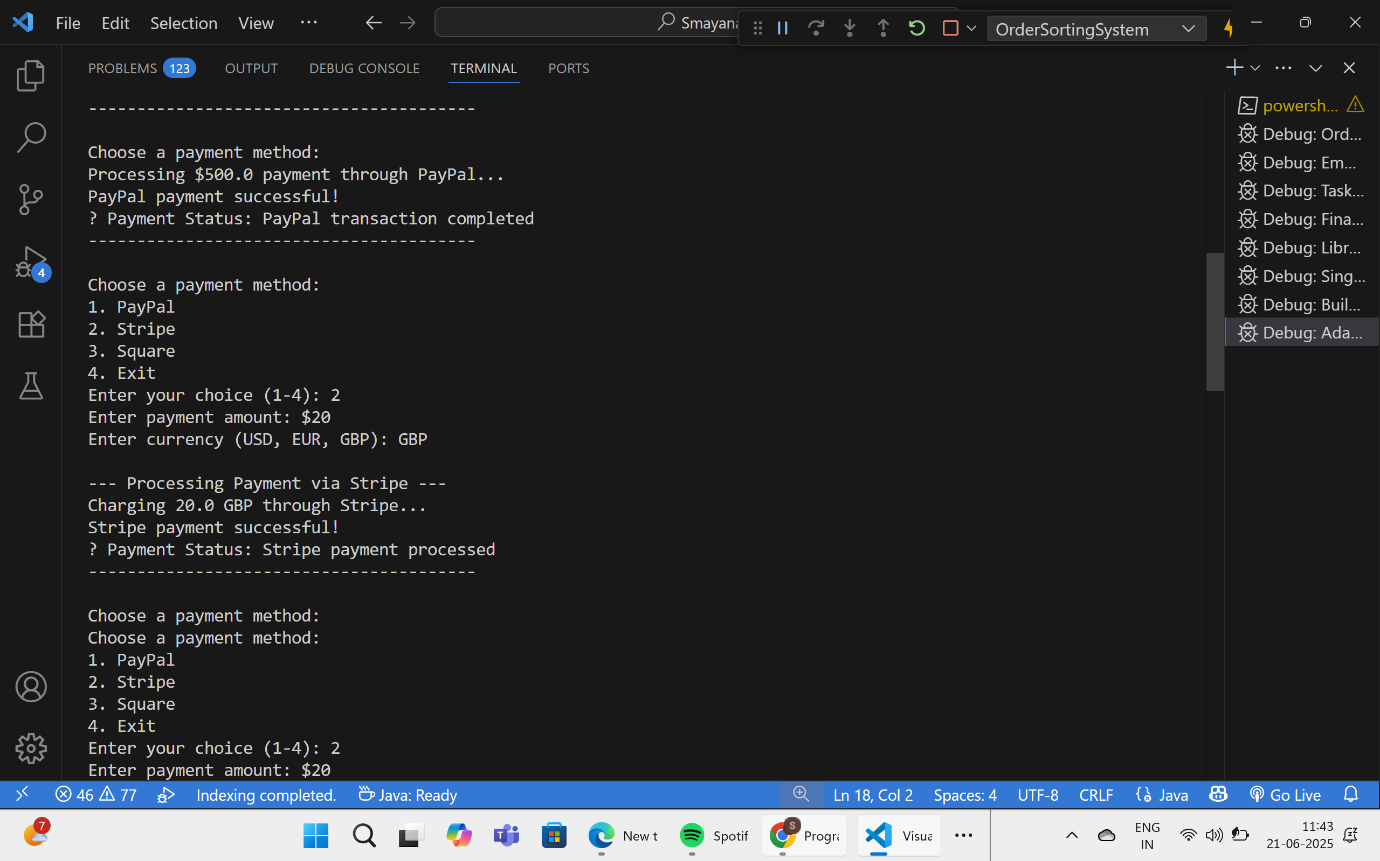 File Edit Selection View ··· Smayana OrderSortingSystem
PROBLEMS 123 OUTPUT DEBUG CONSOLE TERMINAL PORTS
----------------------------------------
Choose a payment method:
Processing $500.0 payment through PayPal...
PayPal payment successful!
? Payment Status: PayPal transaction completed
----------------------------------------
Choose a payment method:
1. PayPal
2. Stripe
3. Square
4. Exit
Enter your choice (1-4): 2
Enter payment amount: $20
Enter currency (USD, EUR, GBP): GBP
--- Processing Payment via Stripe ---
Charging 20.0 GBP through Stripe...
Stripe payment successful!
? Payment Status: Stripe payment processed
----------------------------------------
Choose a payment method:
Choose a payment method:
1. PayPal
2. Stripe
3. Square
4. Exit
Enter your choice (1-4): 2
Enter payment amount: $20
powersh...
Debug: Ord...
Debug: Em...
Debug: Task...
Debug: Fina...
Debug: Libr...
Debug: Sing...
Debug: Buil...
Debug: Ada...
4
46 77 Indexing completed. Java: Ready Ln 18, Col 2 Spaces: 4 UTF-8 CRLF Java Go Live
7 New t Spotif S Progra Visua ENG IN 11:43 21-06-2025